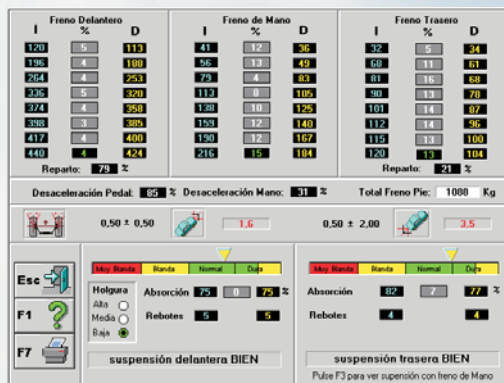 Freno Delantero Freno de Mano Freno Trasero
I % D I % D I % D
120 5 113 41 12 36 32 5 34
196 4 188 56 13 49 68 11 61
264 4 253 79 4 83 81 16 68
336 5 320 113 8 105 90 13 78
374 4 358 138 10 125 101 14 87
398 3 385 159 12 140 112 14 96
417 4 400 190 12 167 115 13 100
440 4 424 216 15 184 120 13 104
Reparto: 79 % Reparto: 21 %
Desaceleración Pedal: 85 % Desaceleración Mano: 31 % Total Freno Pie: 1088 Kg
0,50 ± 0,50 1,6 0,50 ± 2,00 3,5
Muy Blanda Blanda Normal Dura Muy Blanda Blanda Normal Dura
Esc
F1
F7
Holgura
Alta
Media
Baja
Absorción 75 0 75 %
Rebotes 5 5
suspensión delantera BIEN
Absorción 82 7 77 %
Rebotes 4 4
suspensión trasera BIEN
Pulse F3 para ver supensión con freno de Mano